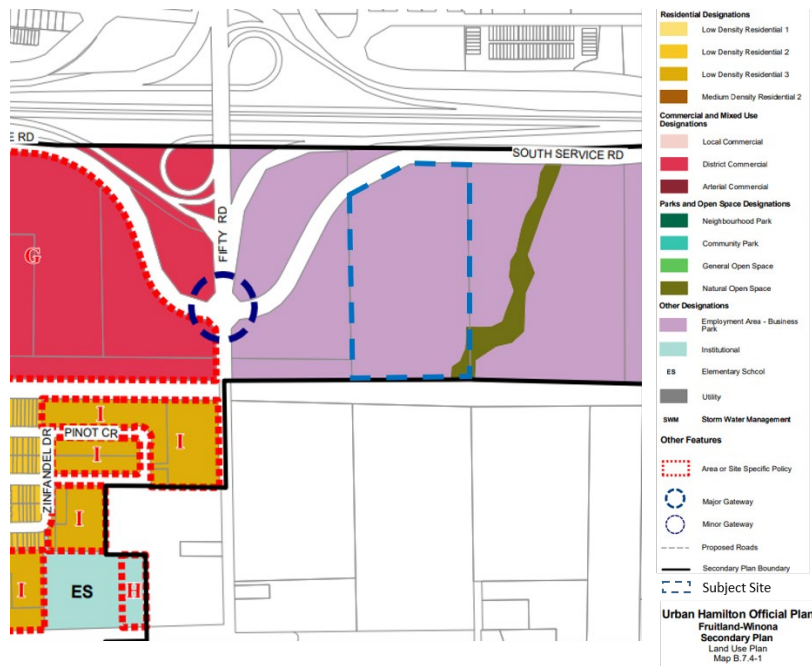 E RD
SOUTH SERVICE RD
FIFTY RD
G
I
PINOT CR
I
I
ZINFANDEL DR
I
I
ES
H
Residential Designations
Low Density Residential 1
Low Density Residential 2
Low Density Residential 3
Medium Density Residential 2
Commercial and Mixed Use
Designations
Local Commercial
District Commercial
Arterial Commercial
Parks and Open Space Designations
Neighbourhood Park
Community Park
General Open Space
Natural Open Space
Other Designations
Employment Area - Business
Park
Institutional
ES Elementary School
Utility
SWM Storm Water Management
Other Features
Area or Site Specific Policy
Major Gateway
Minor Gateway
Proposed Roads
Secondary Plan Boundary
Subject Site
Urban Hamilton Official Plan
Fruitland-Winona
Secondary Plan
Land Use Plan
Map B.7.4-1